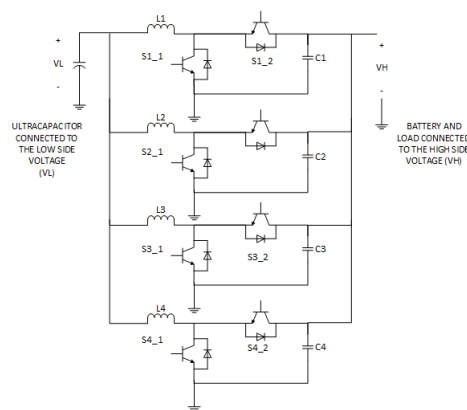 L1
+
VL
-
S1_1
S1_2
C1
+
VH
-
ULTRACAPACITOR
CONNECTED TO
THE LOW SIDE
VOLTAGE
(VL)
BATTERY AND
LOAD CONNECTED
TO THE HIGH SIDE
VOLTAGE (VH)
L2
S2_1
S2_2
C2
L3
S3_1
S3_2
C3
L4
S4_1
S4_2
C4